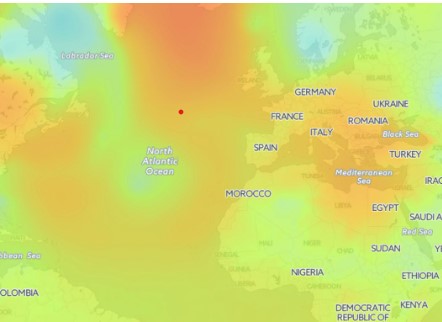 Labrador Sea
GERMANY
UKRAINE
FRANCE
ROMANIA
ITALY
Black Sea
SPAIN
TURKEY
North
Atlantic
Ocean
Mediterranean
Sea
IRAQ
MOROCCO
EGYPT
SAUDI A
Red Sea
SUDAN
bbean Sea
NIGERIA
ETHIOPIA
OLOMBIA
KENYA
DEMOCRATIC
REPUBLIC OF